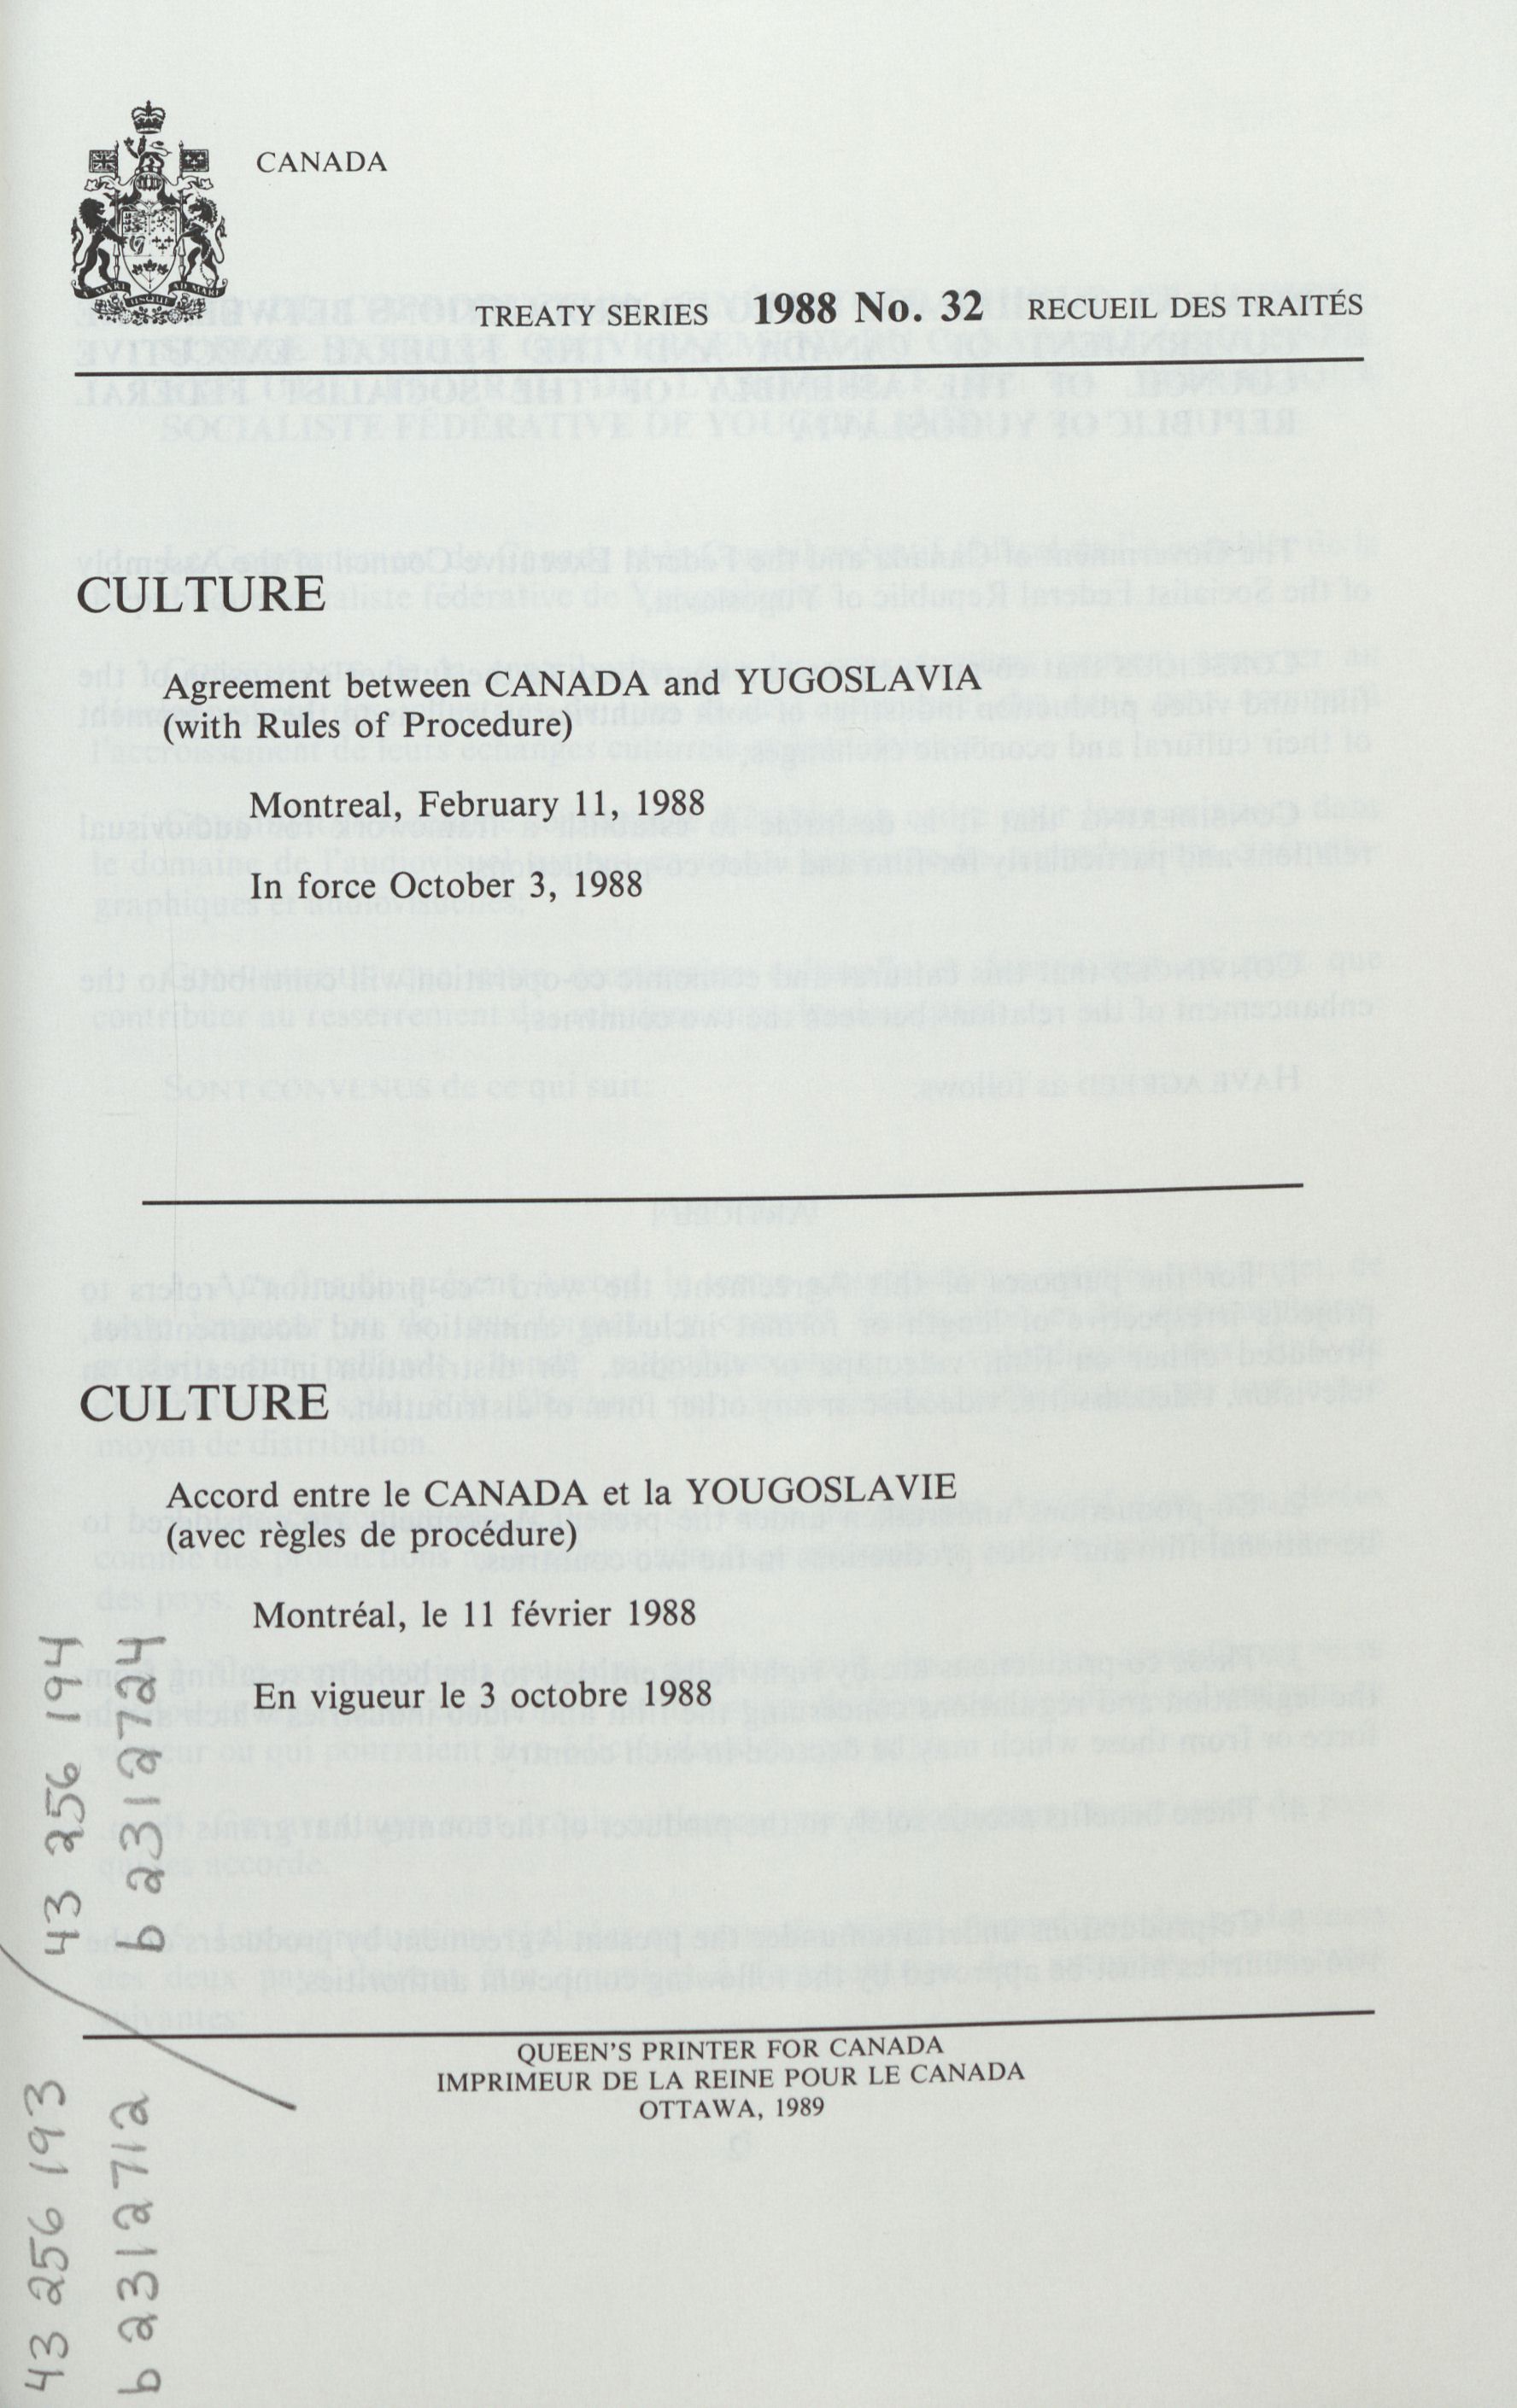 CANADA
TREATY SERIES 1988 No. 32 RECUEIL DES TRAITÉS
CULTURE
Agreement between CANADA and YUGOSLAVIA
(with Rules of Procedure)
Montreal, February 11, 1988
In force October 3, 1988
CULTURE
Accord entre le CANADA et la YOUGOSLAVIE
(avec règles de procédure)
Montréal, le 11 février 1988
En vigueur le 3 octobre 1988
QUEEN'S PRINTER FOR CANADA
IMPRIMEUR DE LA REINE POUR LE CANADA
OTTAWA, 1989
43 256 194
b 2312724
43 256 193
b 2312712